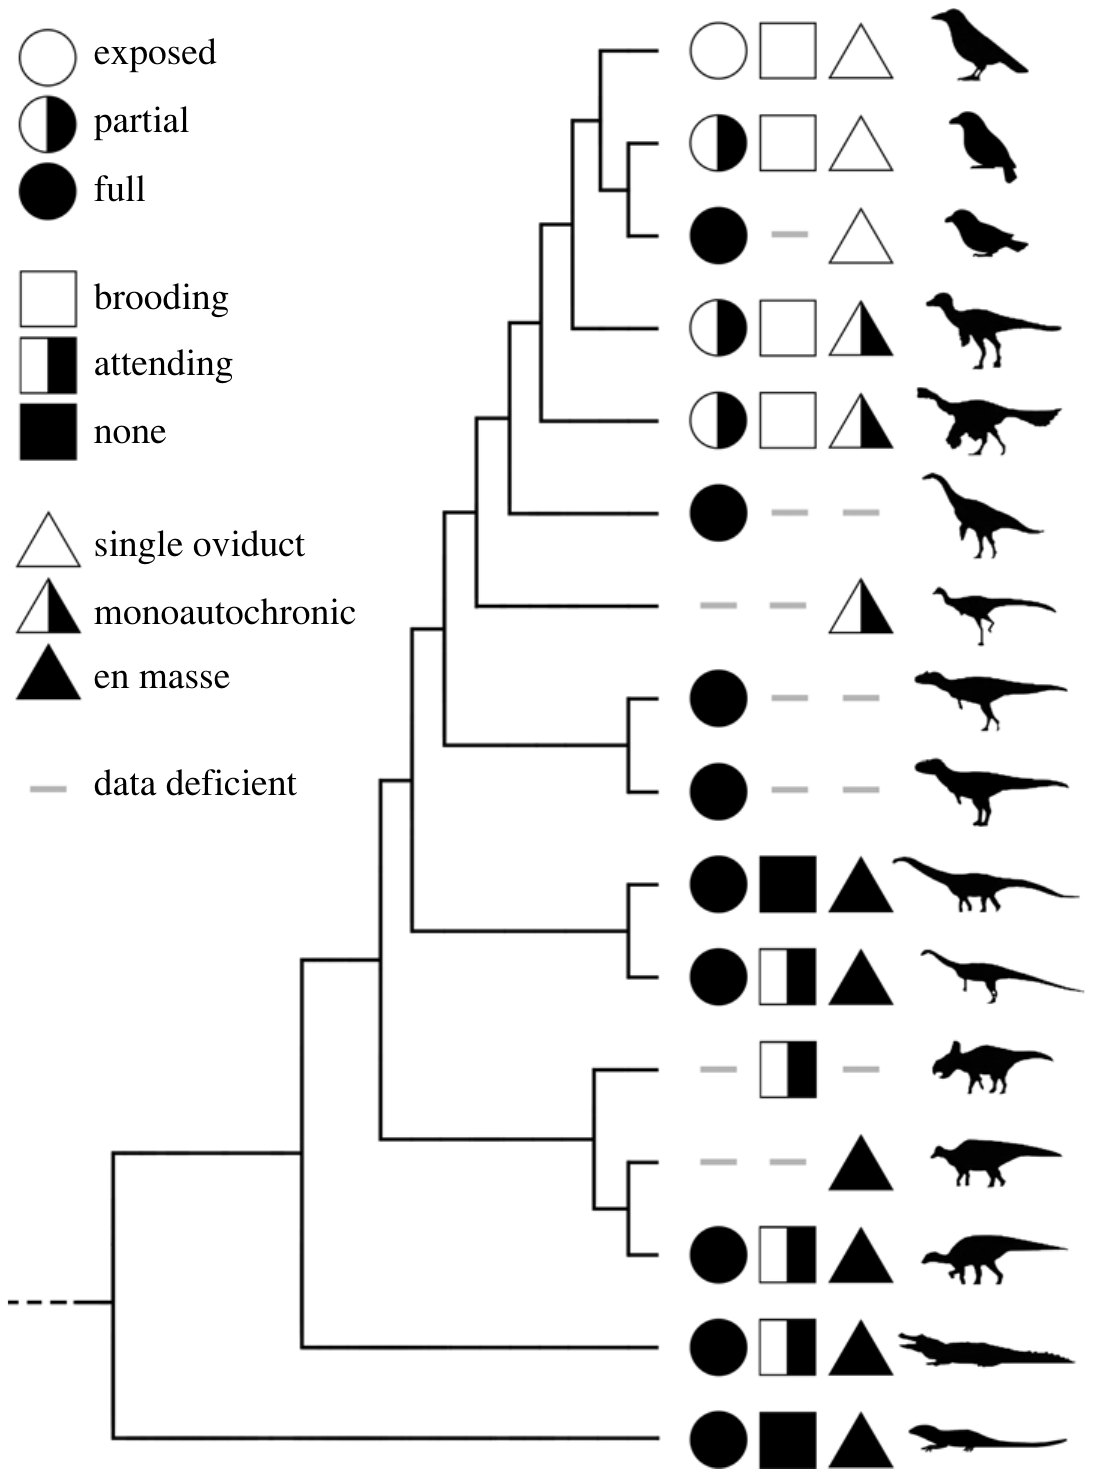 exposed
partial
full
brooding
attending
none
single oviduct
monoautochronic
en masse
data deficient